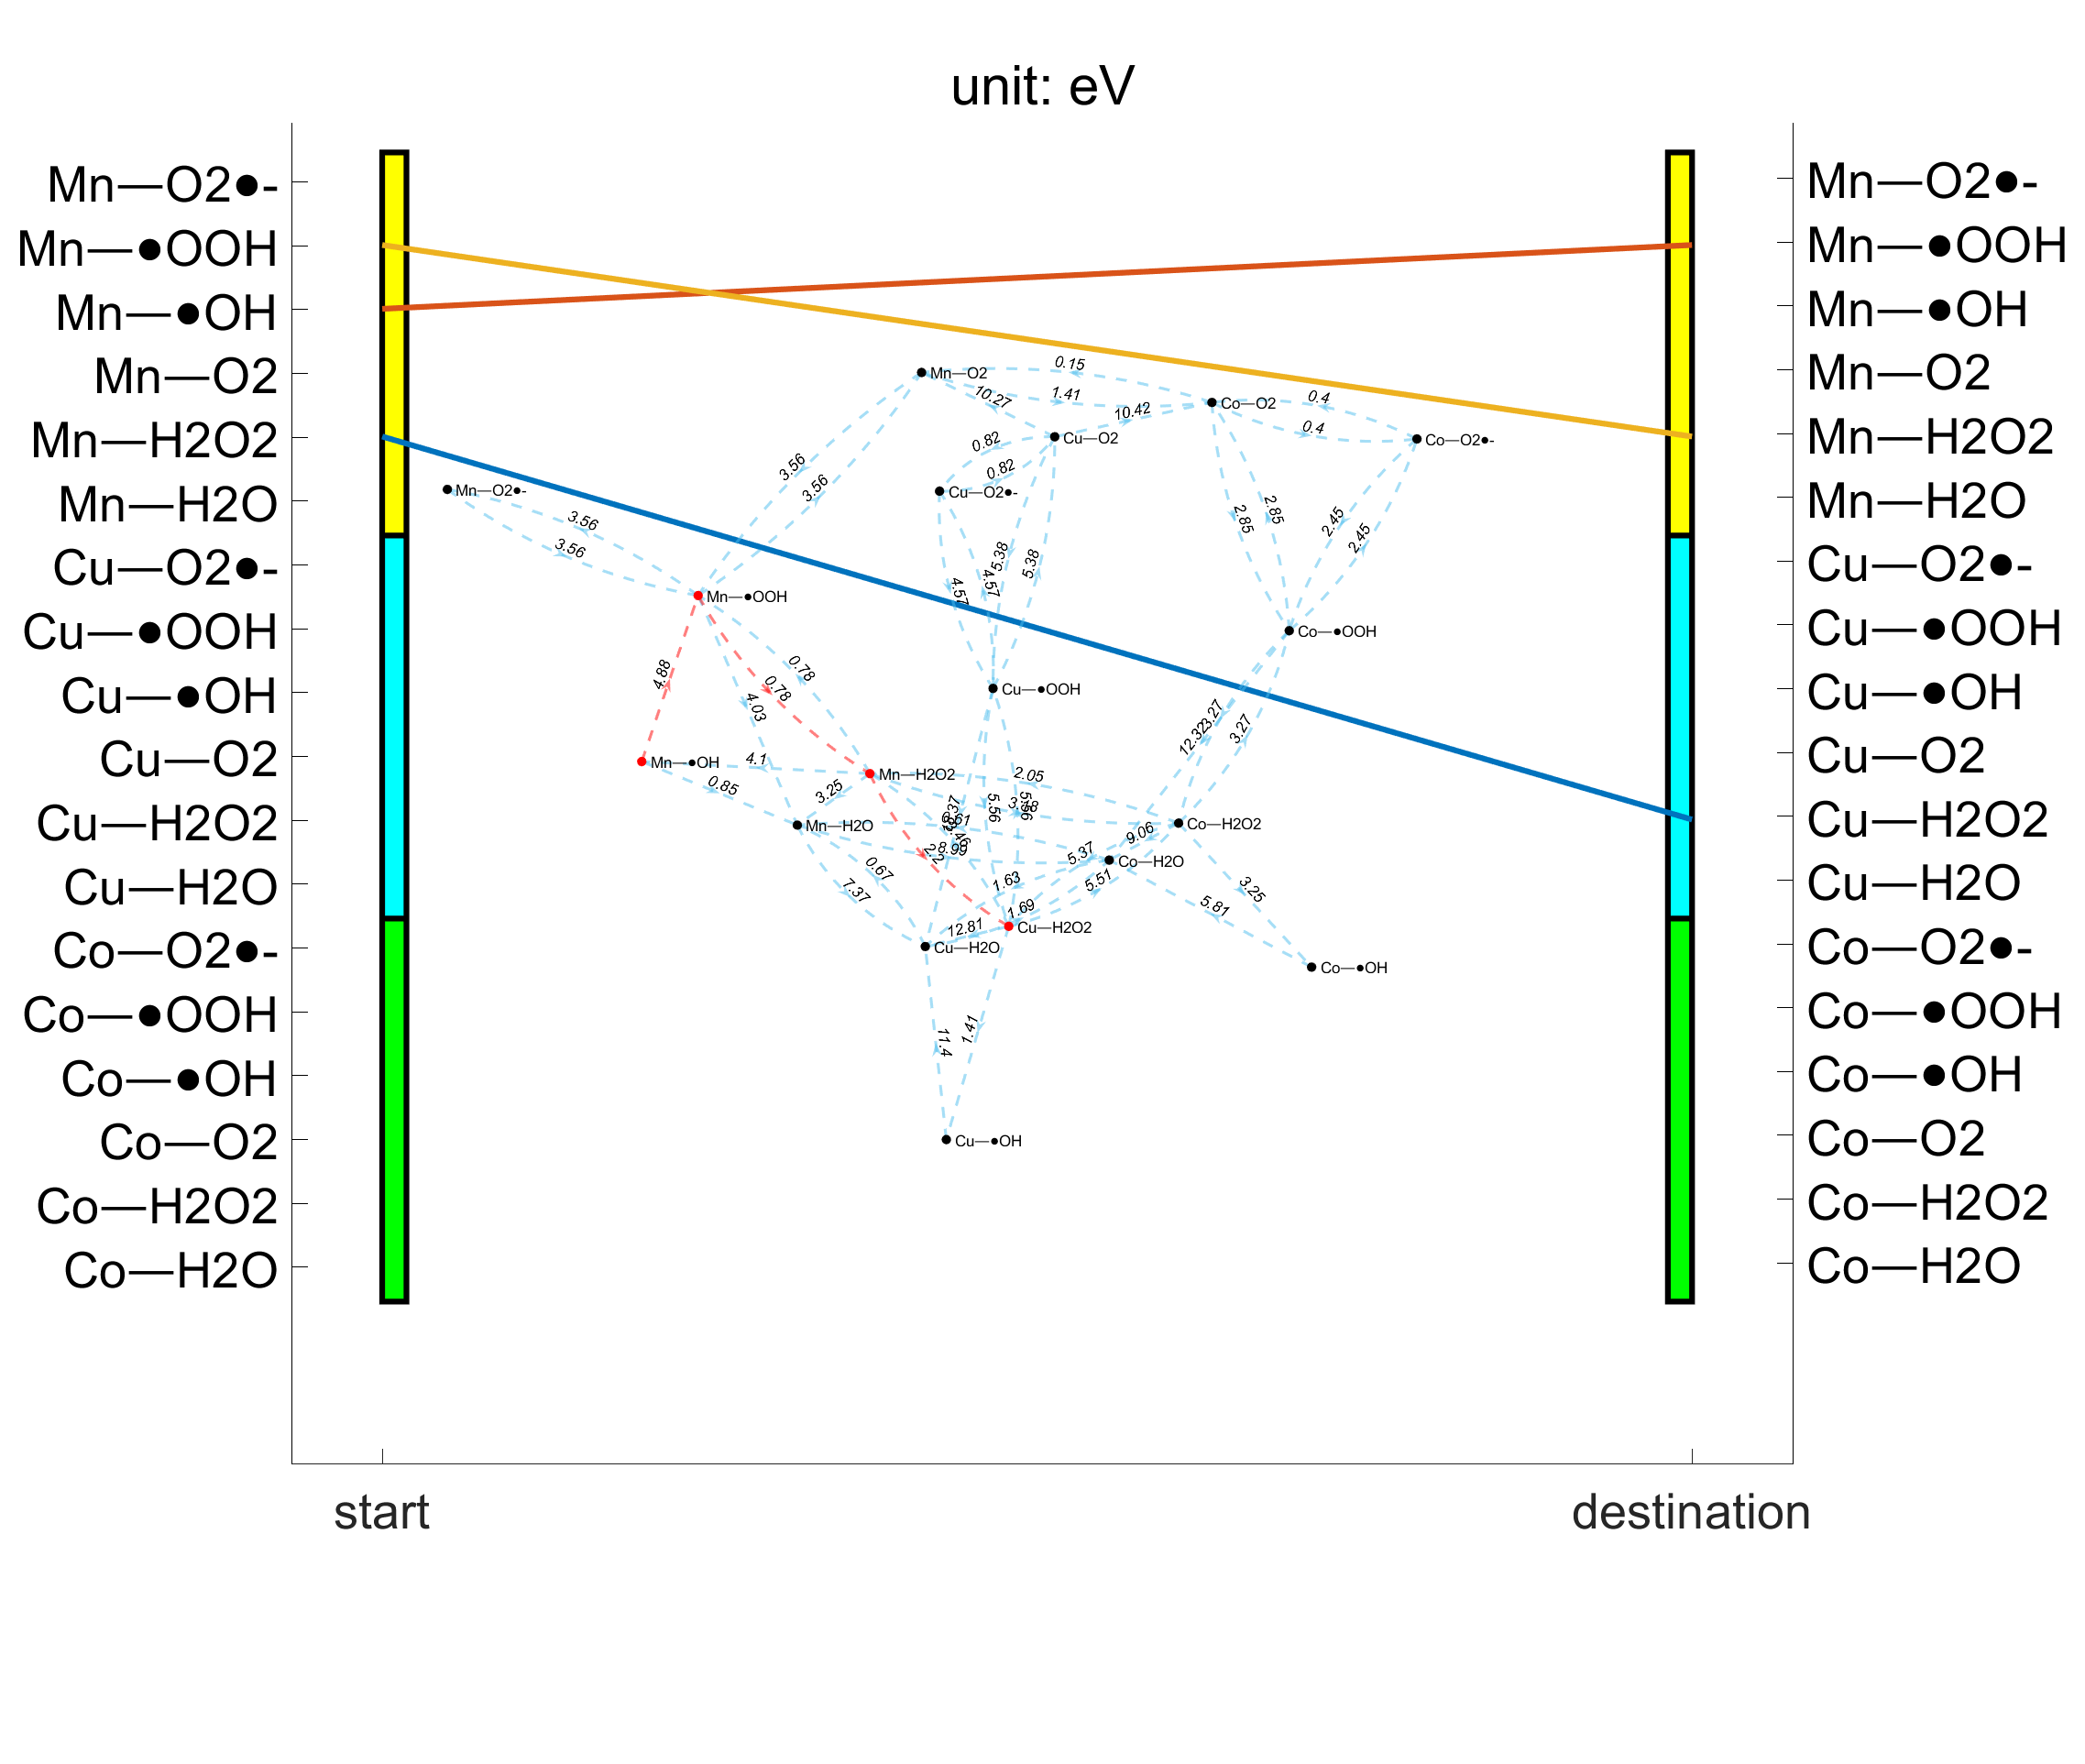 unit: eV
Mn—O2●-
Mn—●OOH
Mn—●OH
Mn—O2
Mn—H2O2
Mn—H2O
Cu—O2●-
Cu—●OOH
Cu—●OH
Cu—O2
Cu—H2O2
Cu—H2O
Co—O2●-
Co—●OOH
Co—●OH
Co—O2
Co—H2O2
Co—H2O
Mn—O2●-
Mn—●OOH
Mn—●OH
Mn—O2
Mn—H2O2
Mn—H2O
Cu—O2●-
Cu—●OOH
Cu—●OH
Cu—O2
Cu—H2O2
Cu—H2O
Co—O2●-
Co—●OOH
Co—●OH
Co—O2
Co—H2O2
Co—H2O
0.15
Mn—O2
10.27
1.41
10.42
Co—O2
0.4
0.4
Cu—O2
Co—O2●-
0.82
0.82
3.56
3.56
Mn—O2●-
Cu—O2●-
3.56
3.56
2.85
2.85
2.45
2.45
5.38
5.38
4.57
4.57
Mn—●OOH
Co—●OOH
4.88
0.78
0.78
4.03
Cu—●OOH
12.32
3.27
3.27
Mn—●OH
4.1
0.85
Mn—H2O2
2.05
3.25
5.56
Mn—H2O
Co—H2O2
9.06
8.99
2.2
5.37
Co—H2O
0.67
7.37
1.63
5.51
3.25
1.69
5.81
12.81
Cu—H2O2
Cu—H2O
Co—●OH
11.4
1.41
Cu—●OH
start
destination